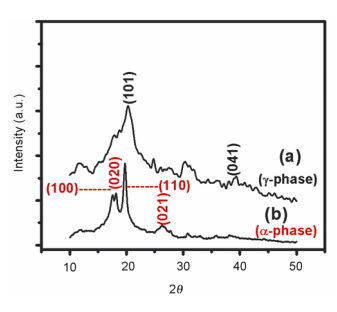 Intensity (a.u.)
(101)
(a)
(γ-phase)
(041)
(100)
(020)
(110)
(021)
(b)
(α-phase)
10 20 30 40 50
2θ